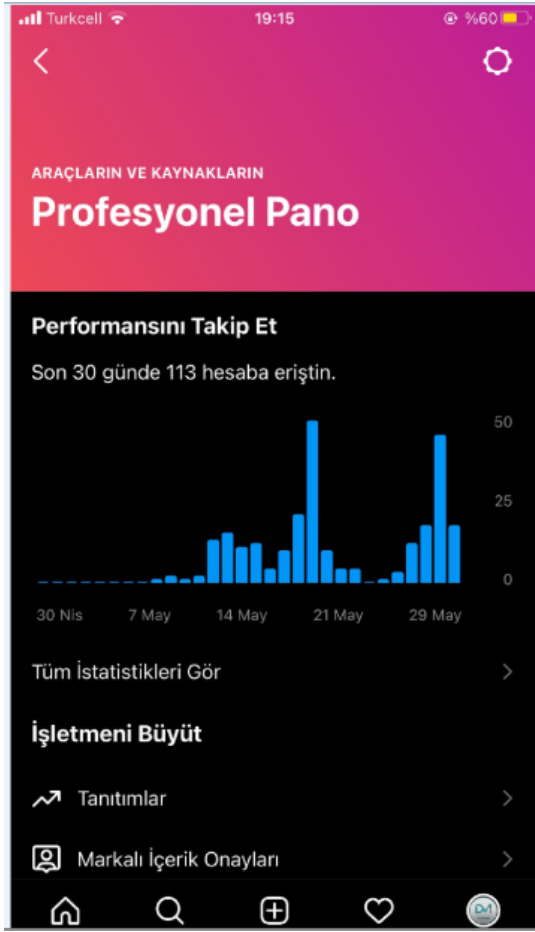 Turkcell 19:15 %60
ARAÇLARIN VE KAYNAKLARIN
Profesyonel Pano
Performansını Takip Et
Son 30 günde 113 hesaba eriştin.
50
25
0
30 Nis 7 May 14 May 21 May 29 May
Tüm İstatistikleri Gör
İşletmeni Büyüt
Tanıtımlar
Markalı İçerik Onayları